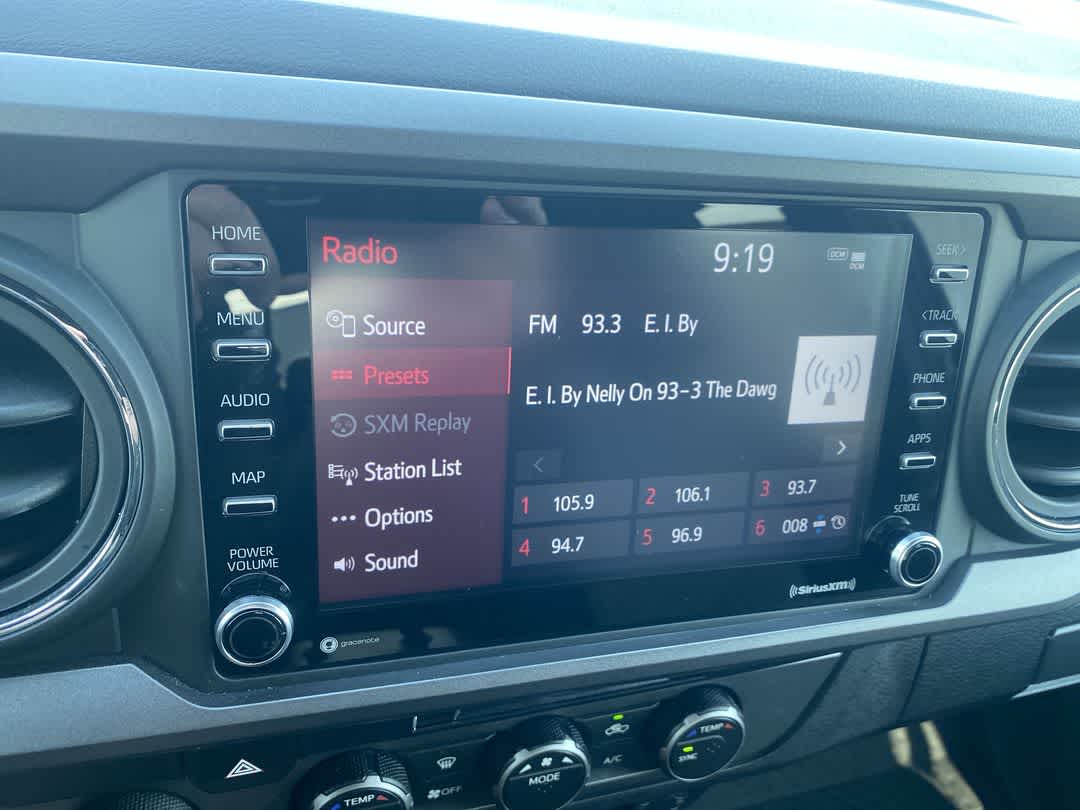 HOME
MENU
AUDIO
MAP
POWER
VOLUME
Radio
9:19
DCM
DCM
Source
Presets
SXM Replay
Station List
Options
Sound
FM 93.3 E. I. By
E. I. By Nelly On 93-3 The Dawg
1 105.9
2 106.1
3 93.7
4 94.7
5 96.9
6 008
SEEK>
<TRACK
PHONE
APPS
TUNE
SCROLL
gracenote
SiriusXM
TEMP
OFF
MODE
A/C
TEMP
SYNC